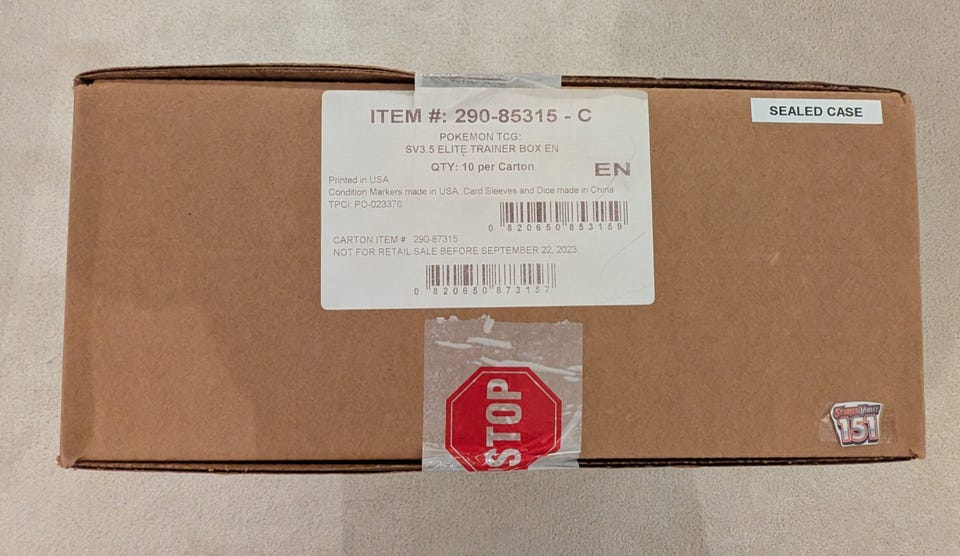 ITEM #: 290-85315 - C
SEALED CASE
POKEMON TCG:
SV3.5 ELITE TRAINER BOX EN
QTY: 10 per Carton
EN
Printed in USA
Condition Markers made in USA. Card Sleeves and Dice made in China
TPCi: PO-023376
0 820650 853159
CARTON ITEM # 290-87315
NOT FOR RETAIL SALE BEFORE SEPTEMBER 22, 2023
0 820650 873157
STOP
SCARLET & VIOLET
151